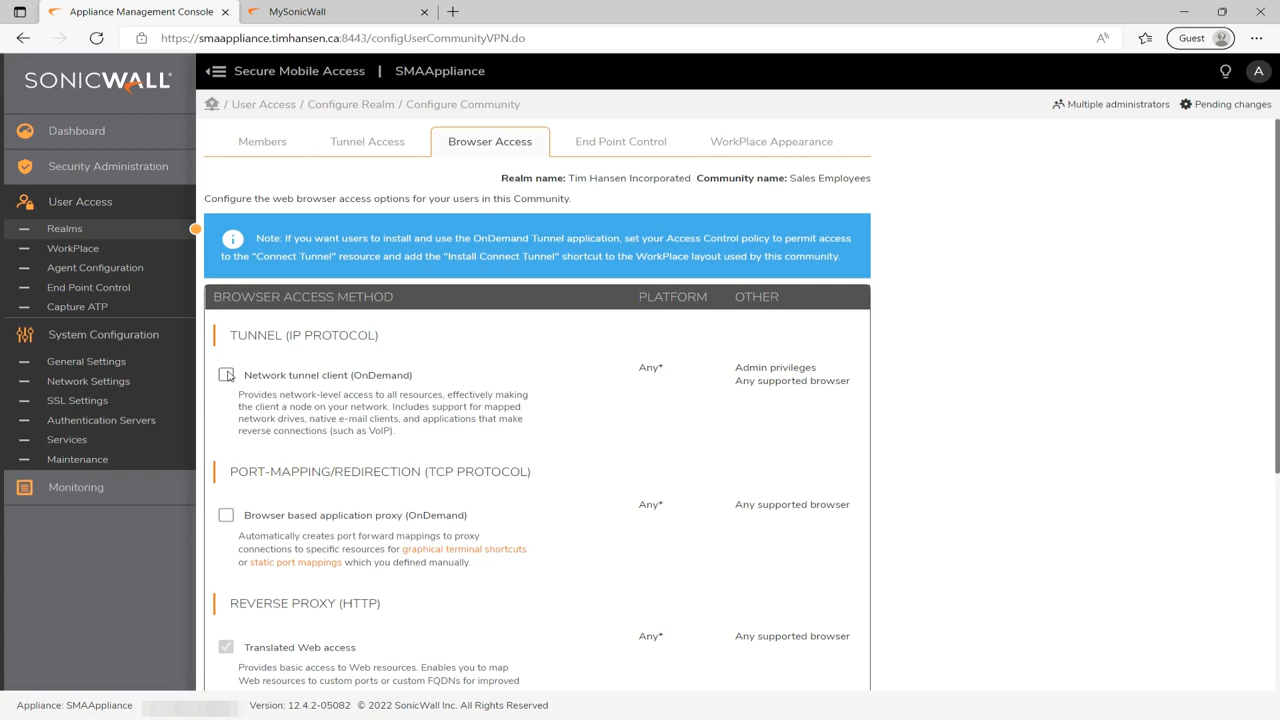 Appliance Management Console
MySonicWall
https://smaappliance.timhansen.ca:8443/configUserCommunityVPN.do
Guest
SONICWALL
Secure Mobile Access | SMAAppliance
A
/ User Access / Configure Realm / Configure Community
Multiple administrators
Pending changes
Dashboard
Security Administration
User Access
Realms
WorkPlace
Agent Configuration
End Point Control
Capture ATP
System Configuration
General Settings
Network Settings
SSL Settings
Authentication Servers
Services
Maintenance
Monitoring
Members
Tunnel Access
Browser Access
End Point Control
WorkPlace Appearance
Realm name: Tim Hansen Incorporated Community name: Sales Employees
Configure the web browser access options for your users in this Community.
Note: If you want users to install and use the OnDemand Tunnel application, set your Access Control policy to permit access
to the "Connect Tunnel" resource and add the "Install Connect Tunnel" shortcut to the WorkPlace layout used by this community.
BROWSER ACCESS METHOD PLATFORM OTHER
TUNNEL (IP PROTOCOL)
Network tunnel client (OnDemand)
Any*
Admin privileges
Any supported browser
Provides network-level access to all resources, effectively making
the client a node on your network. Includes support for mapped
network drives, native e-mail clients, and applications that make
reverse connections (such as VoIP).
PORT-MAPPING/REDIRECTION (TCP PROTOCOL)
Browser based application proxy (OnDemand)
Any*
Any supported browser
Automatically creates port forward mappings to proxy
connections to specific resources for graphical terminal shortcuts
or static port mappings which you defined manually.
REVERSE PROXY (HTTP)
Translated Web access
Any*
Any supported browser
Provides basic access to Web resources. Enables you to map
Web resources to custom ports or custom FQDNs for improved
Appliance: SMAAppliance
Version: 12.4.2-05082 © 2022 SonicWall Inc. All Rights Reserved